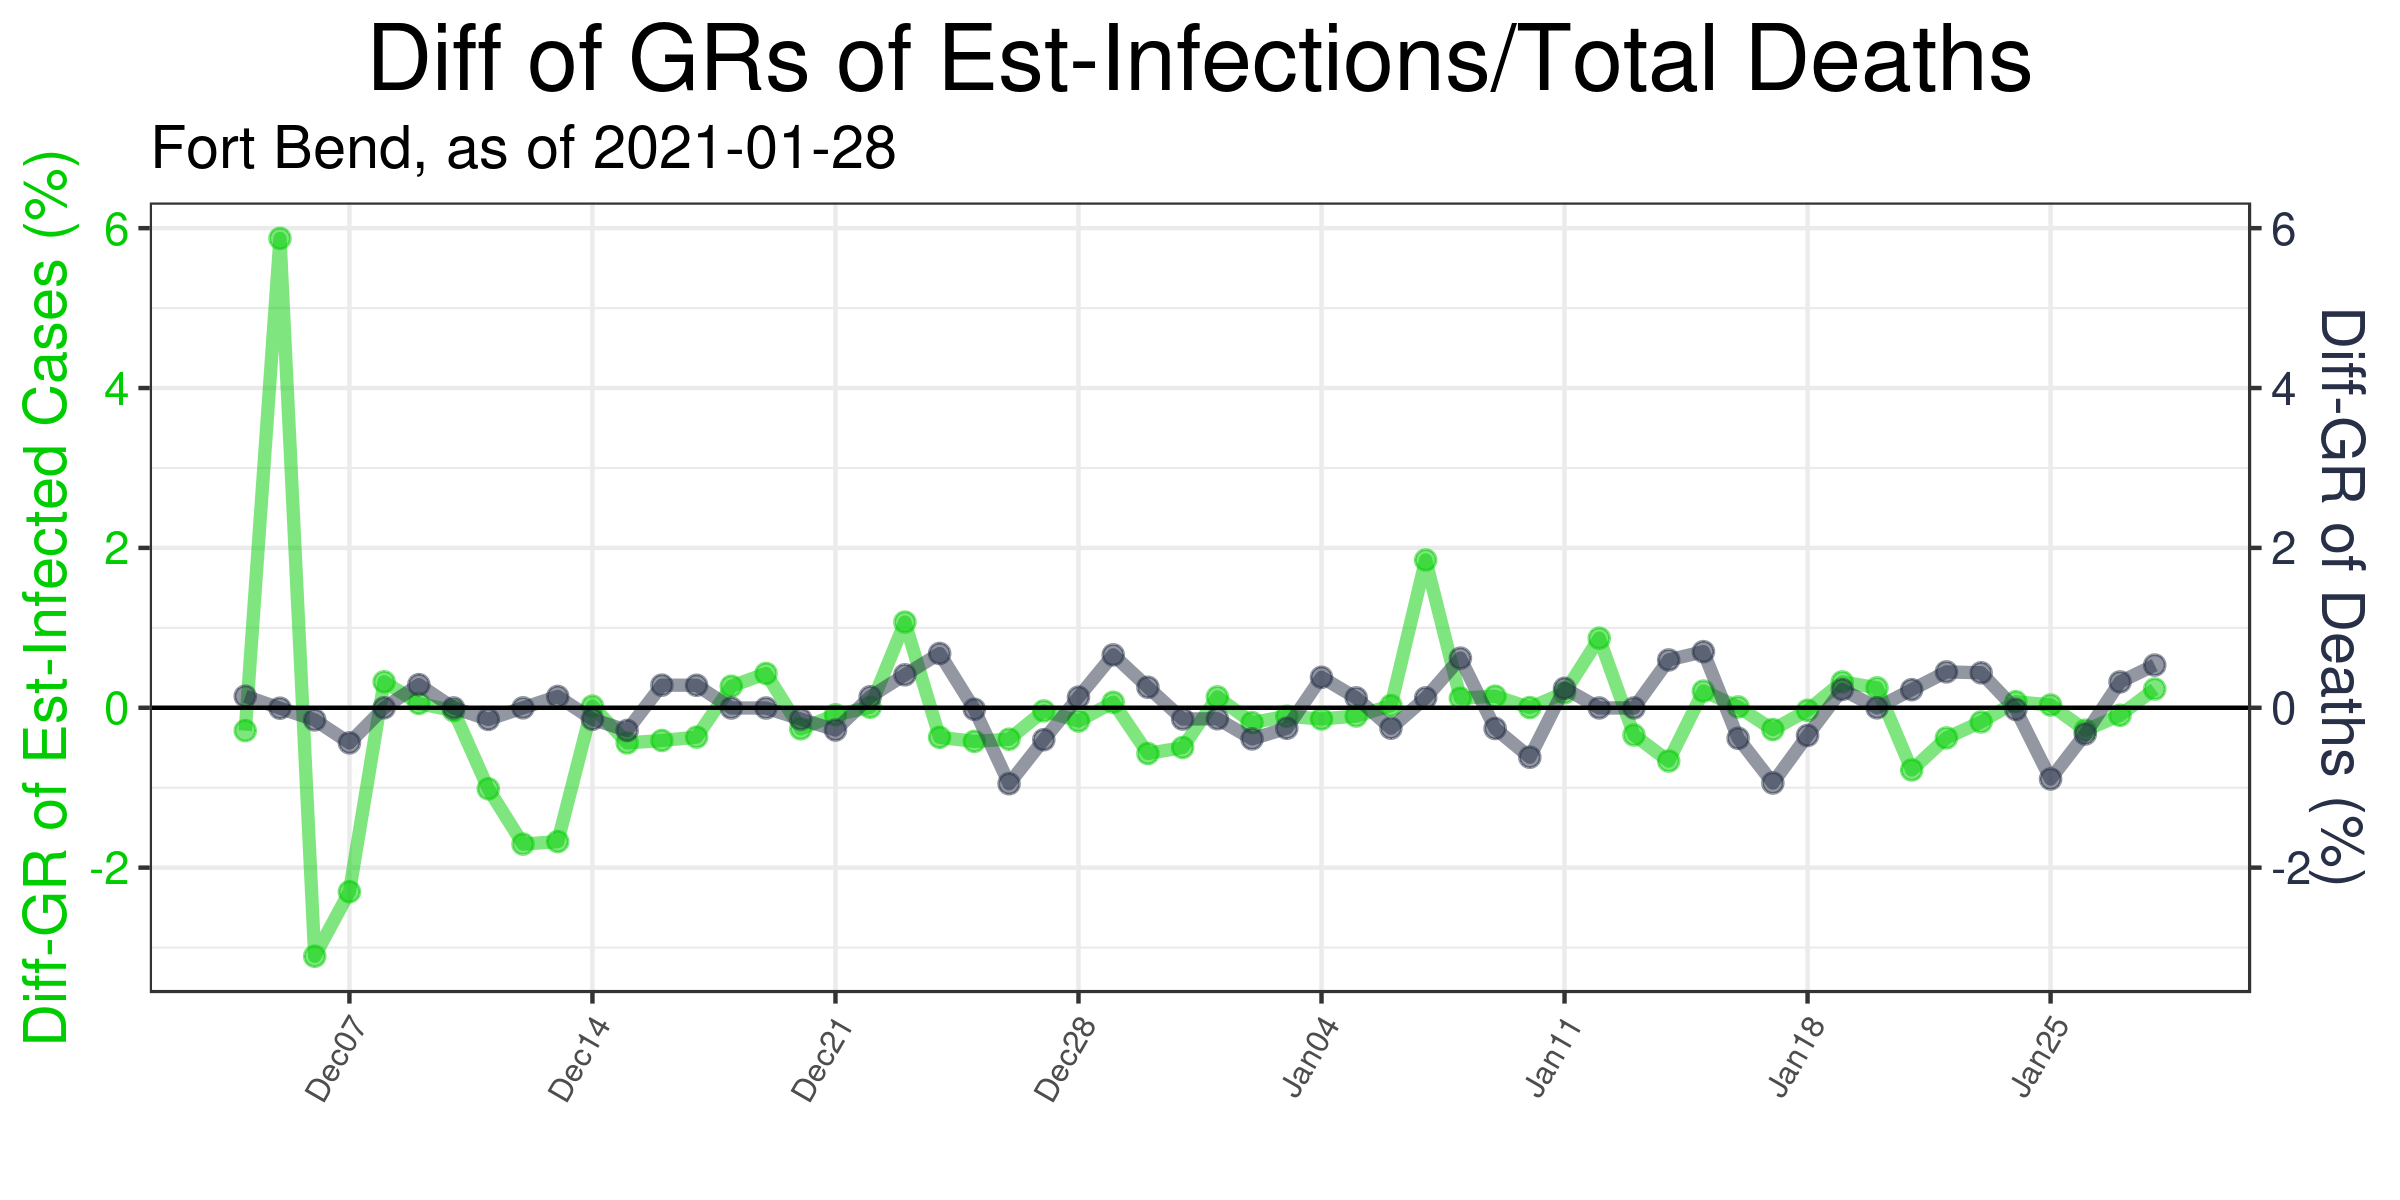 Diff of GRs of Est-Infections/Total Deaths
Fort Bend, as of 2021-01-28
Diff-GR of Est-Infected Cases (%)
6
4
2
0
-2
6
4
2
0
-2
Diff-GR of Deaths (%)
Dec07
Dec14
Dec21
Dec28
Jan04
Jan11
Jan18
Jan25